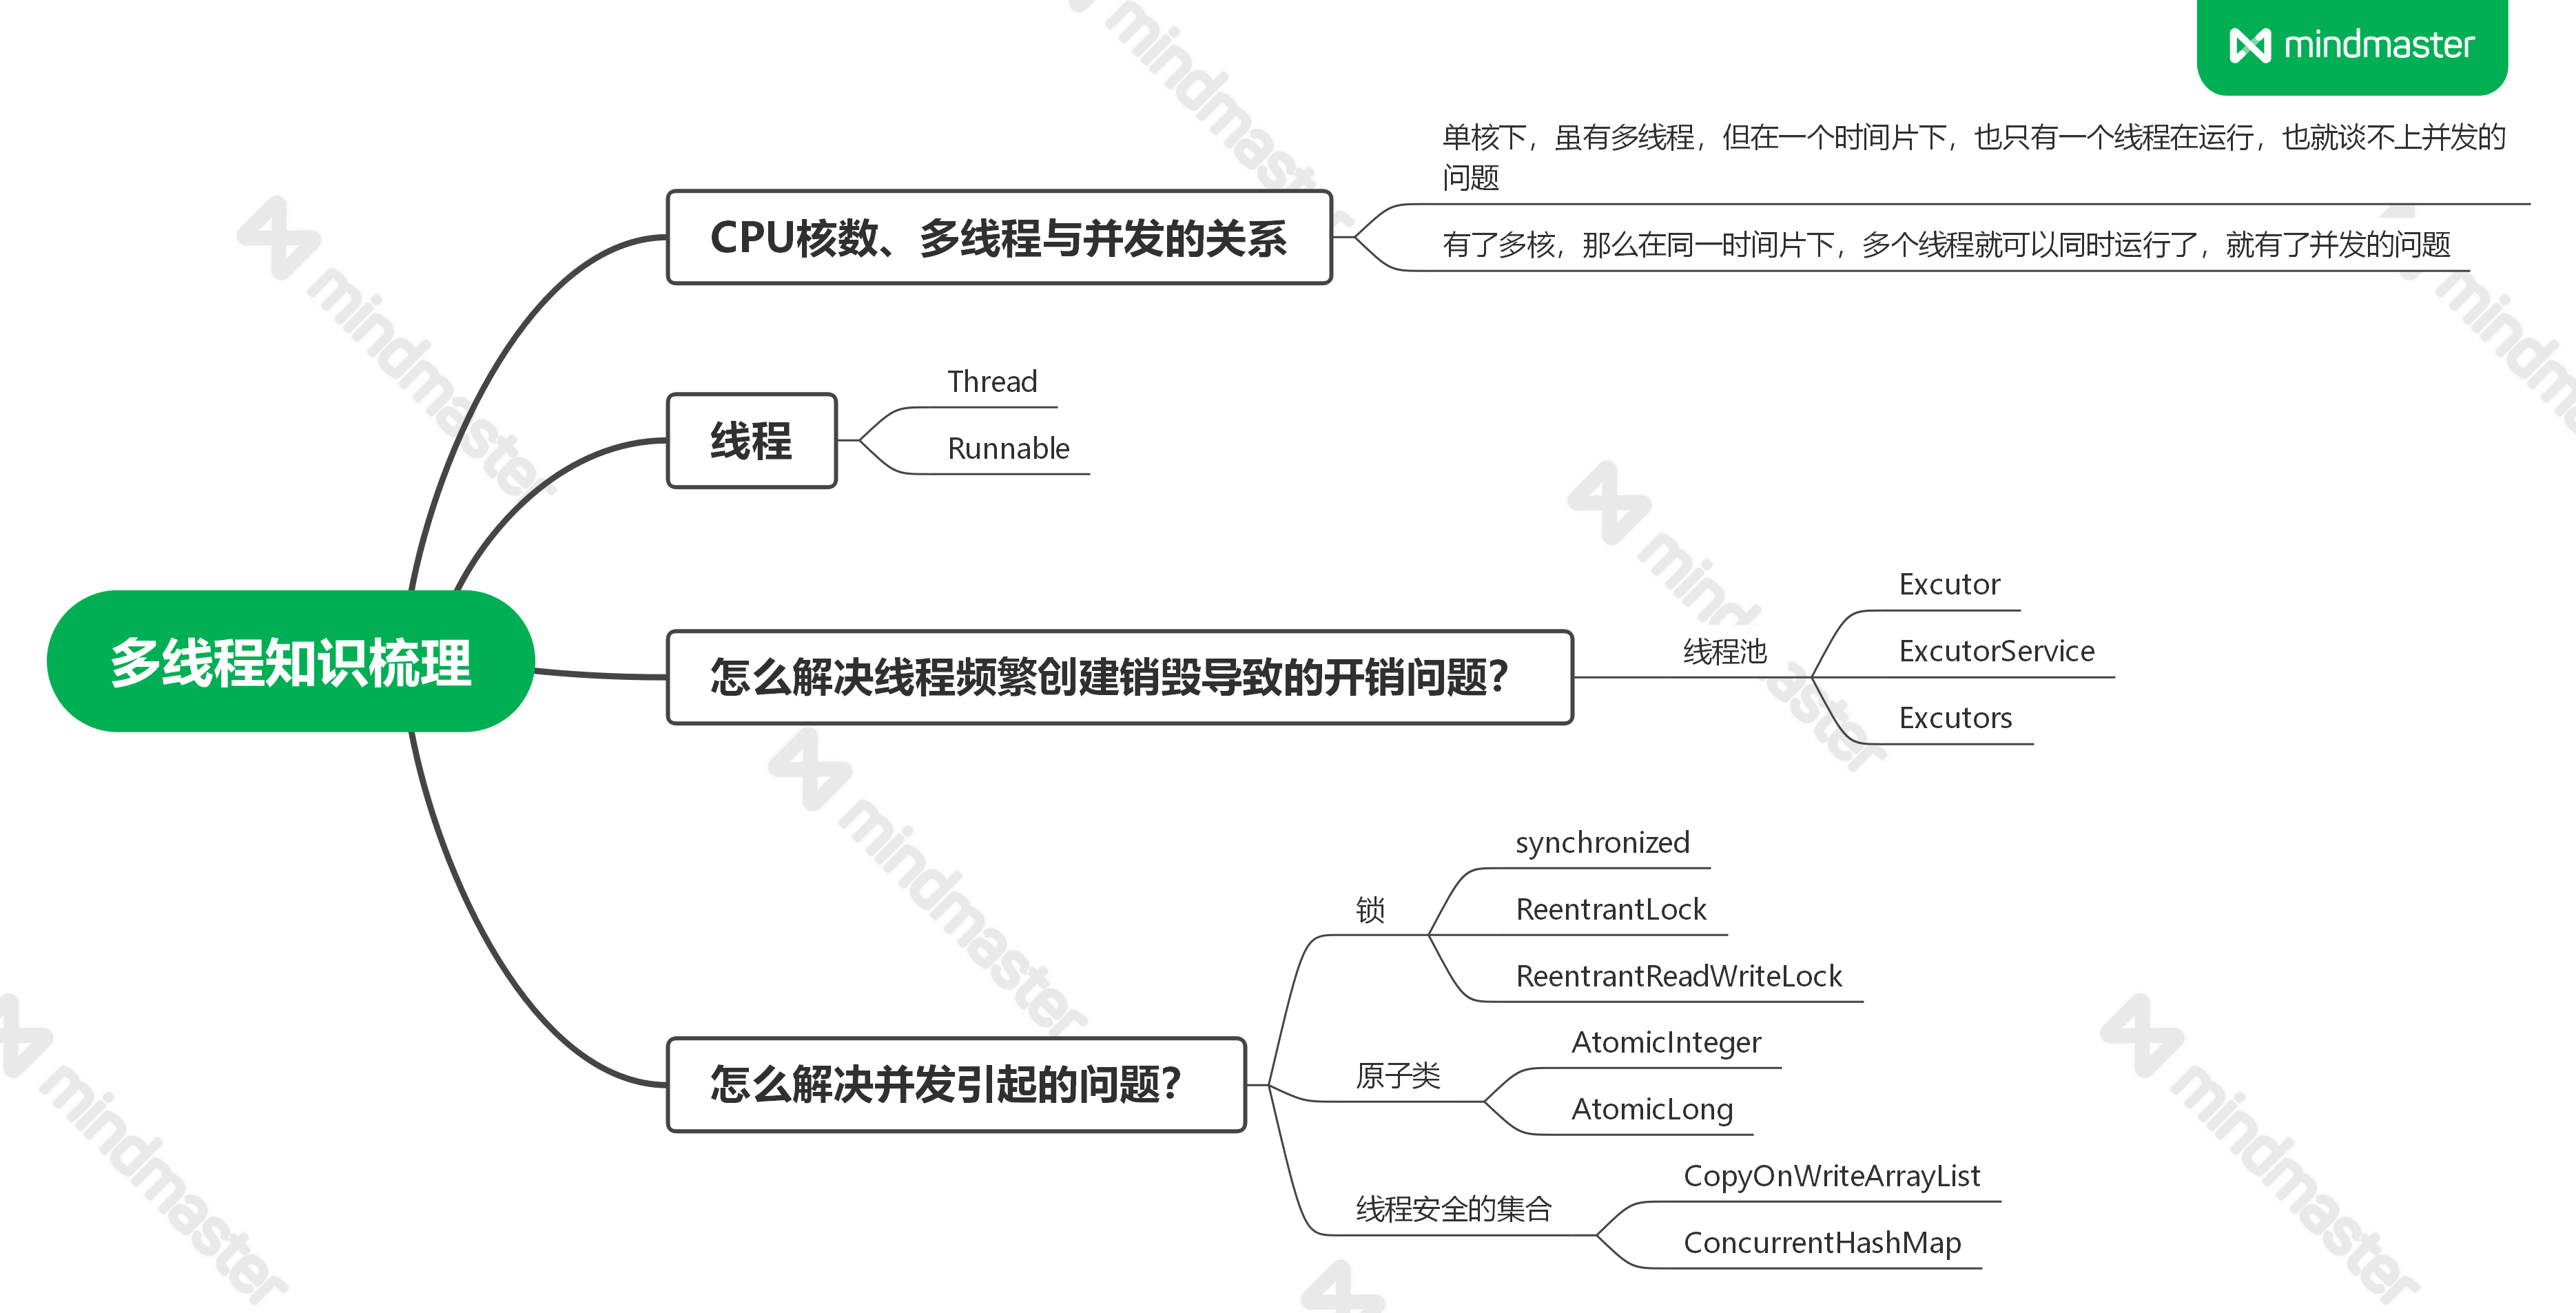 mindmaster
单核下，虽有多线程，但在一个时间片下，也只有一个线程在运行，也就谈不上并发的
问题
CPU核数、多线程与并发的关系
有了多核，那么在同一时间片下，多个线程就可以同时运行了，就有了并发的问题
Thread
线程
Runnable
多线程知识梳理
Excutor
怎么解决线程频繁创建销毁导致的开销问题？
线程池
ExcutorService
Excutors
synchronized
锁
ReentrantLock
ReentrantReadWriteLock
怎么解决并发引起的问题？
AtomicInteger
原子类
AtomicLong
CopyOnWriteArrayList
线程安全的集合
ConcurrentHashMap
mindmaster
mindmaster
mindmaster
mindmaster
mindmaster
mindmaster
mindmaster